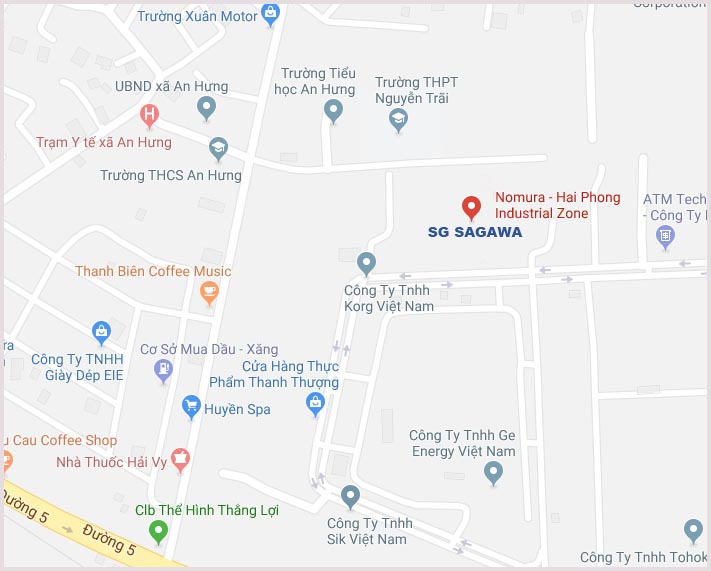 Corporation
Trường Xuân Motor
Trường Tiểu
học An Hưng
Trường THPT
Nguyễn Trãi
UBND xã An Hưng
H
Trạm Y tế xã An Hưng
Trường THCS An Hưng
Nomura - Hai Phong
Industrial Zone
SG SAGAWA
ATM Tech
- Công Ty
Thanh Biên Coffee Music
Công Ty Tnhh
Korg Việt Nam
ra
Công Ty TNHH
Giày Dép EIE
Cơ Sở Mua Dầu - Xăng
Cửa Hàng Thực
Phẩm Thanh Thượng
Huyền Spa
u Cau Coffee Shop
Nhà Thuốc Hải Vy
Công Ty Tnhh Ge
Energy Việt Nam
Đường 5
Đường 5
Clb Thể Hình Thắng Lợi
Công Ty Tnhh
Sik Việt Nam
Công Ty Tnhh Tohok